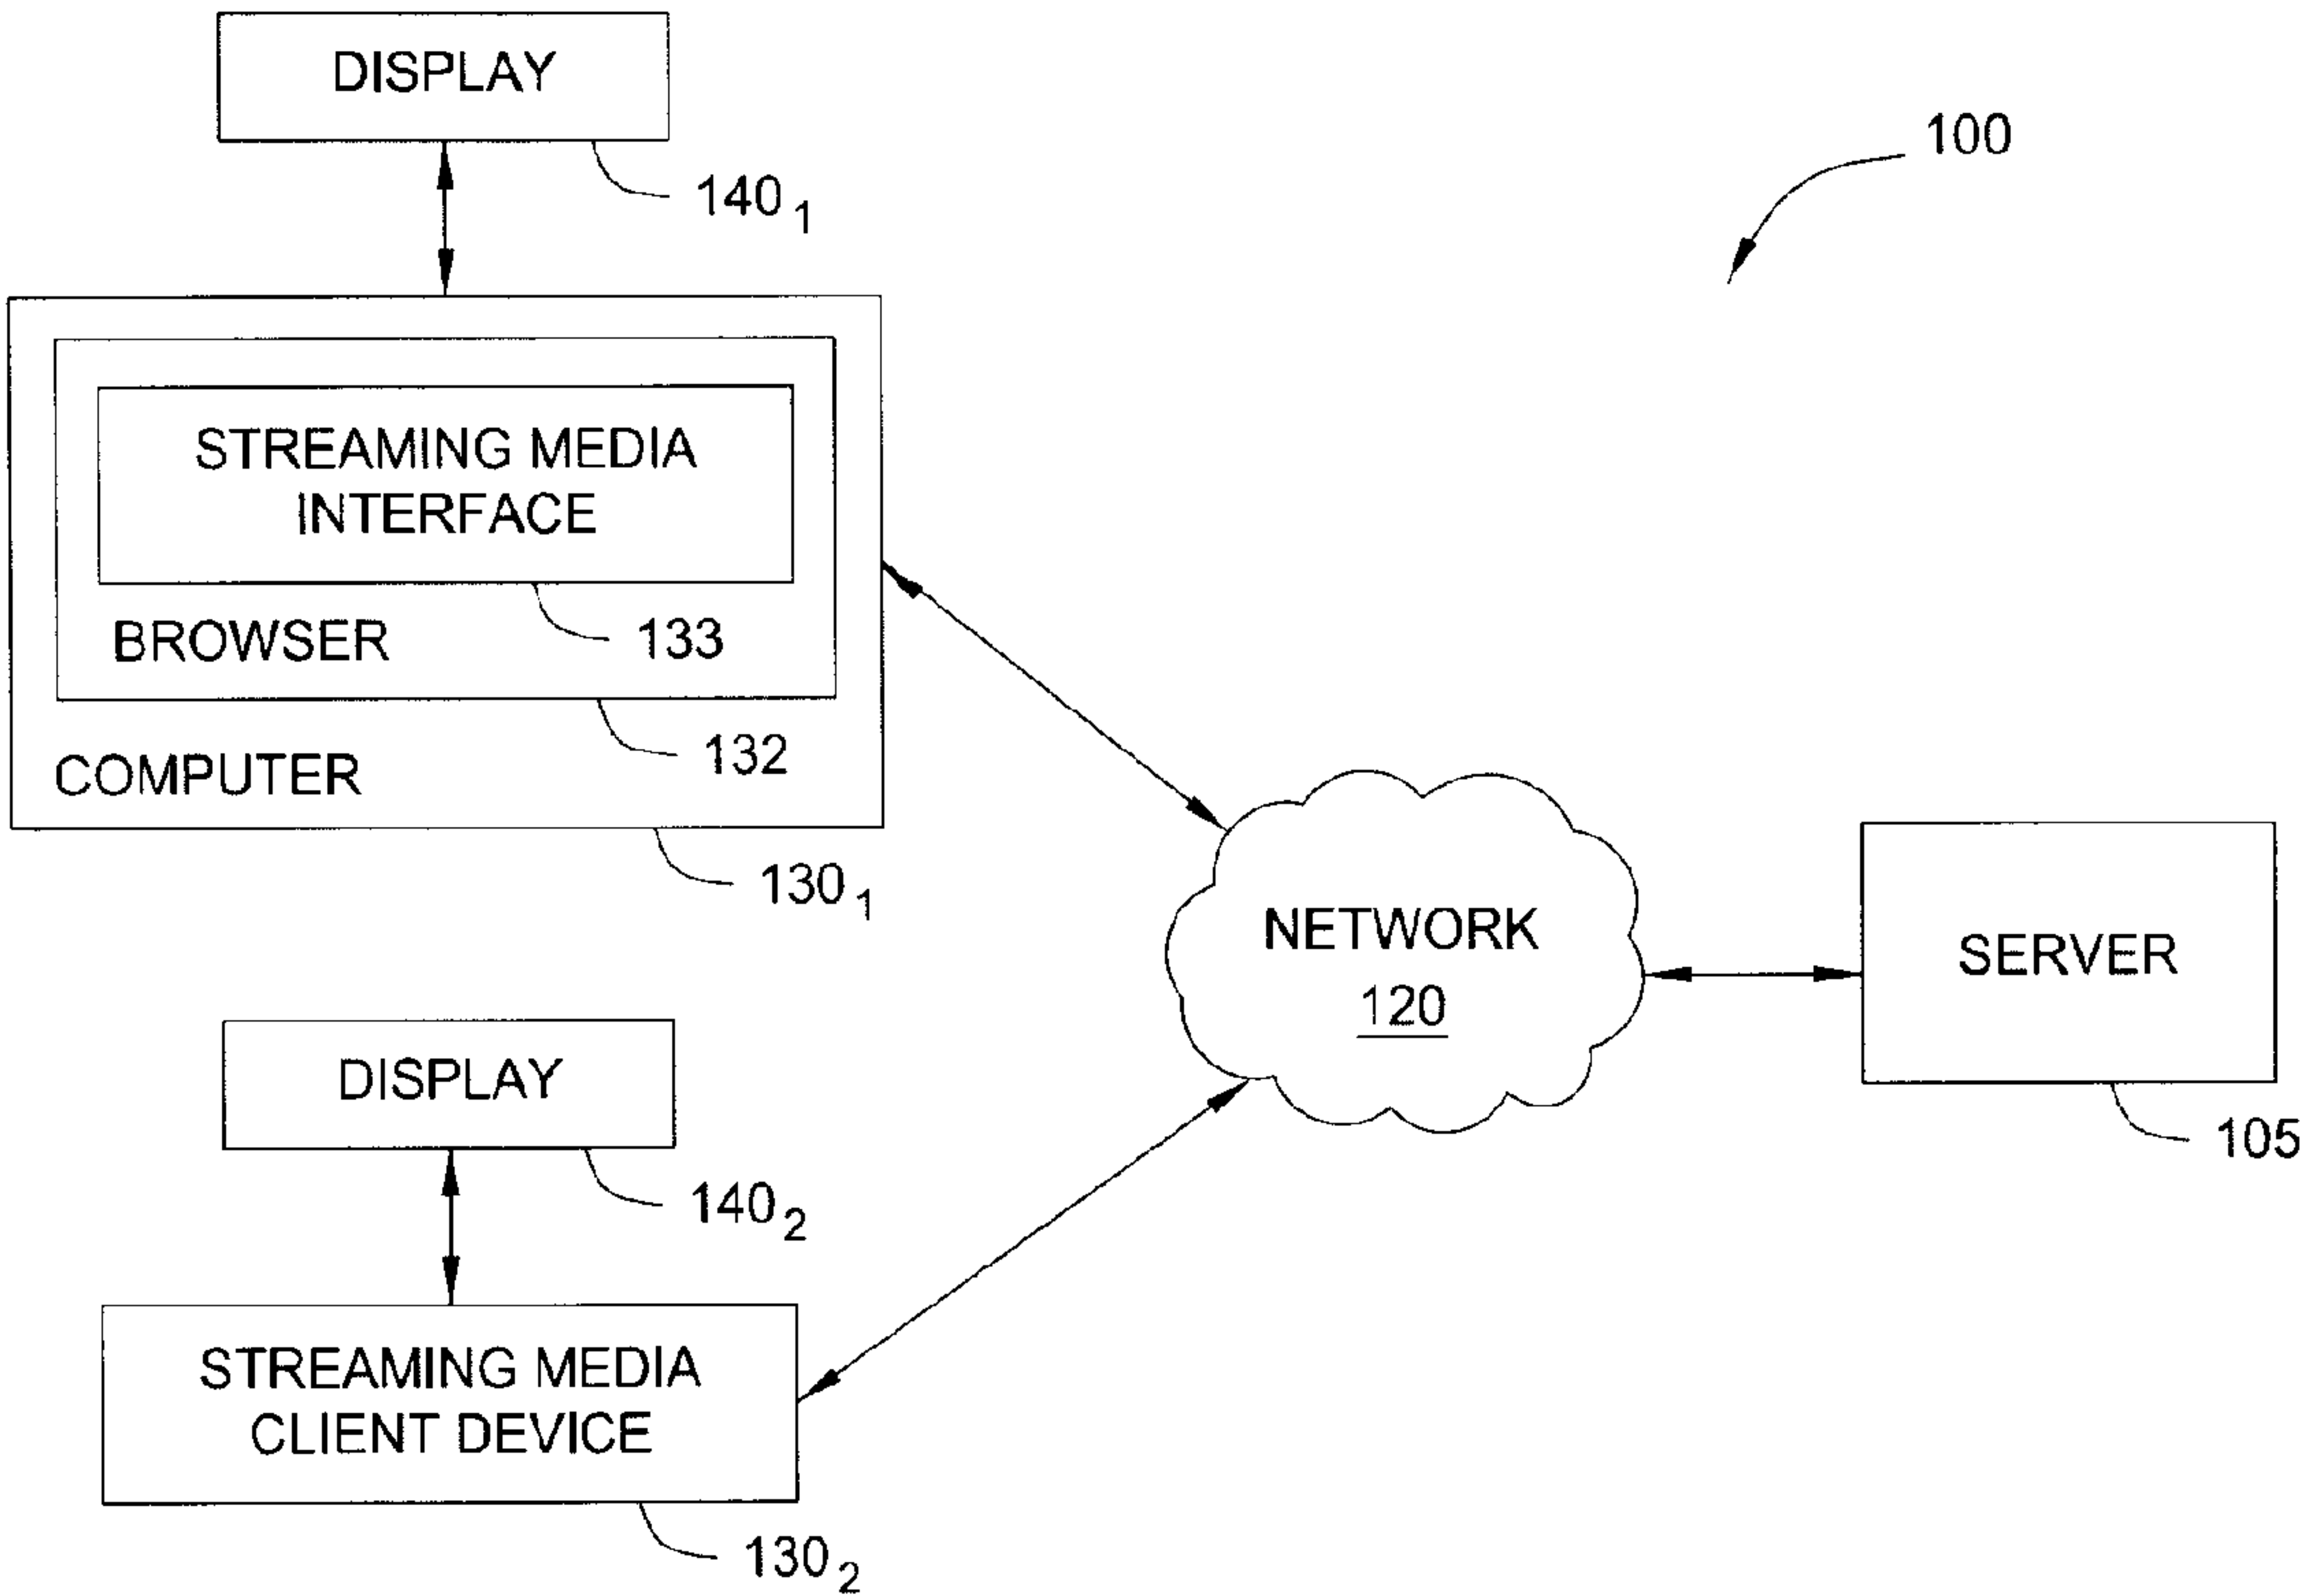 DISPLAY
140 1
100
STREAMING MEDIA
INTERFACE
133
BROWSER
132
COMPUTER
130 1
NETWORK
120
SERVER
105
DISPLAY
140 2
STREAMING MEDIA
CLIENT DEVICE
130 2